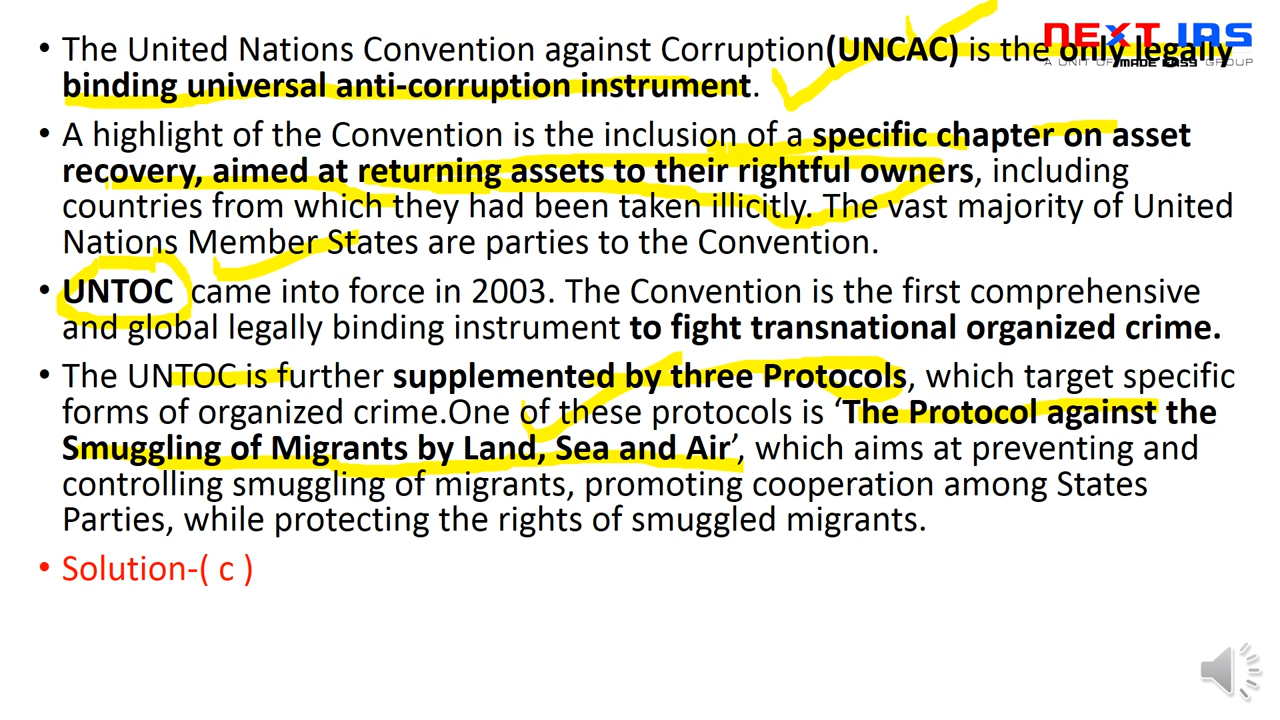 NEXT IAS
A UNIT OF MADE EASY GROUP
• The United Nations Convention against Corruption(UNCAC) is the only legally
binding universal anti-corruption instrument.
• A highlight of the Convention is the inclusion of a specific chapter on asset
recovery, aimed at returning assets to their rightful owners, including
countries from which they had been taken illicitly. The vast majority of United
Nations Member States are parties to the Convention.
• UNTOC came into force in 2003. The Convention is the first comprehensive
and global legally binding instrument to fight transnational organized crime.
• The UNTOC is further supplemented by three Protocols, which target specific
forms of organized crime.One of these protocols is ‘The Protocol against the
Smuggling of Migrants by Land, Sea and Air’, which aims at preventing and
controlling smuggling of migrants, promoting cooperation among States
Parties, while protecting the rights of smuggled migrants.
• Solution-( c )